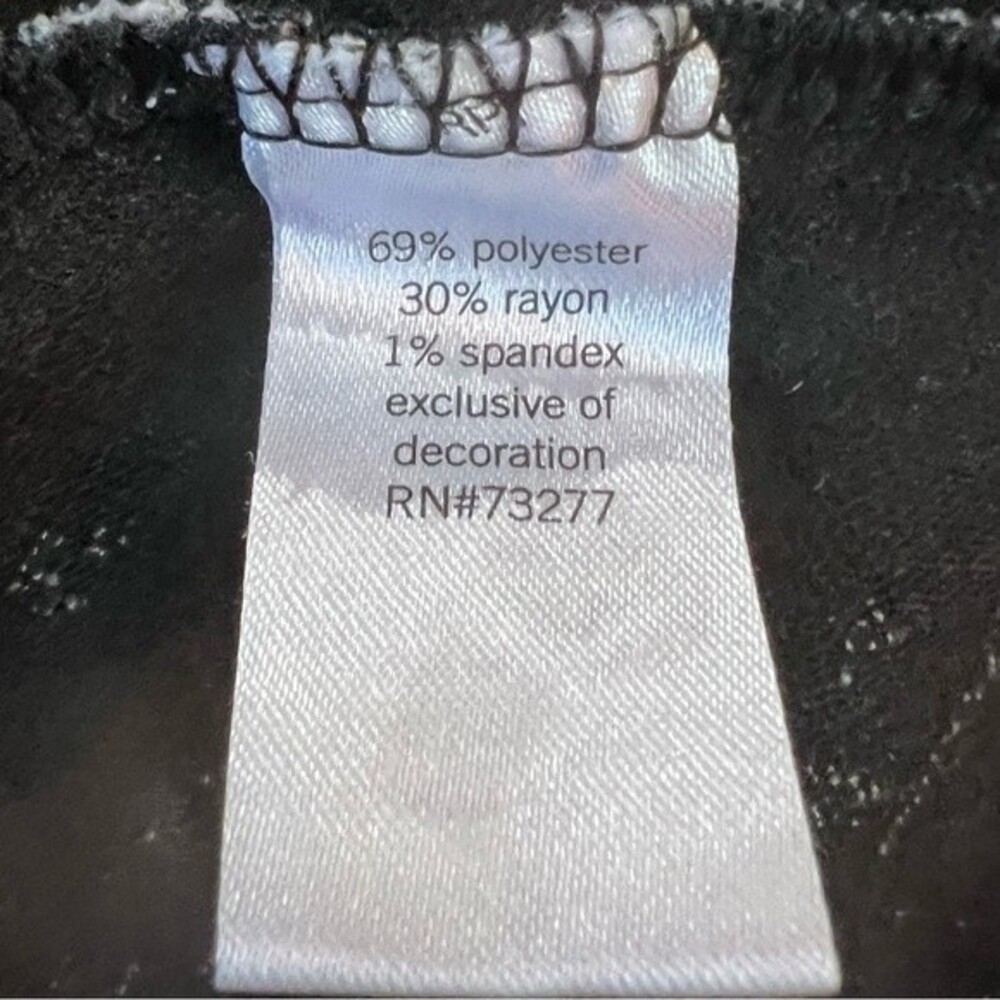 69% polyester
30% rayon
1% spandex
exclusive of
decoration
RN#73277